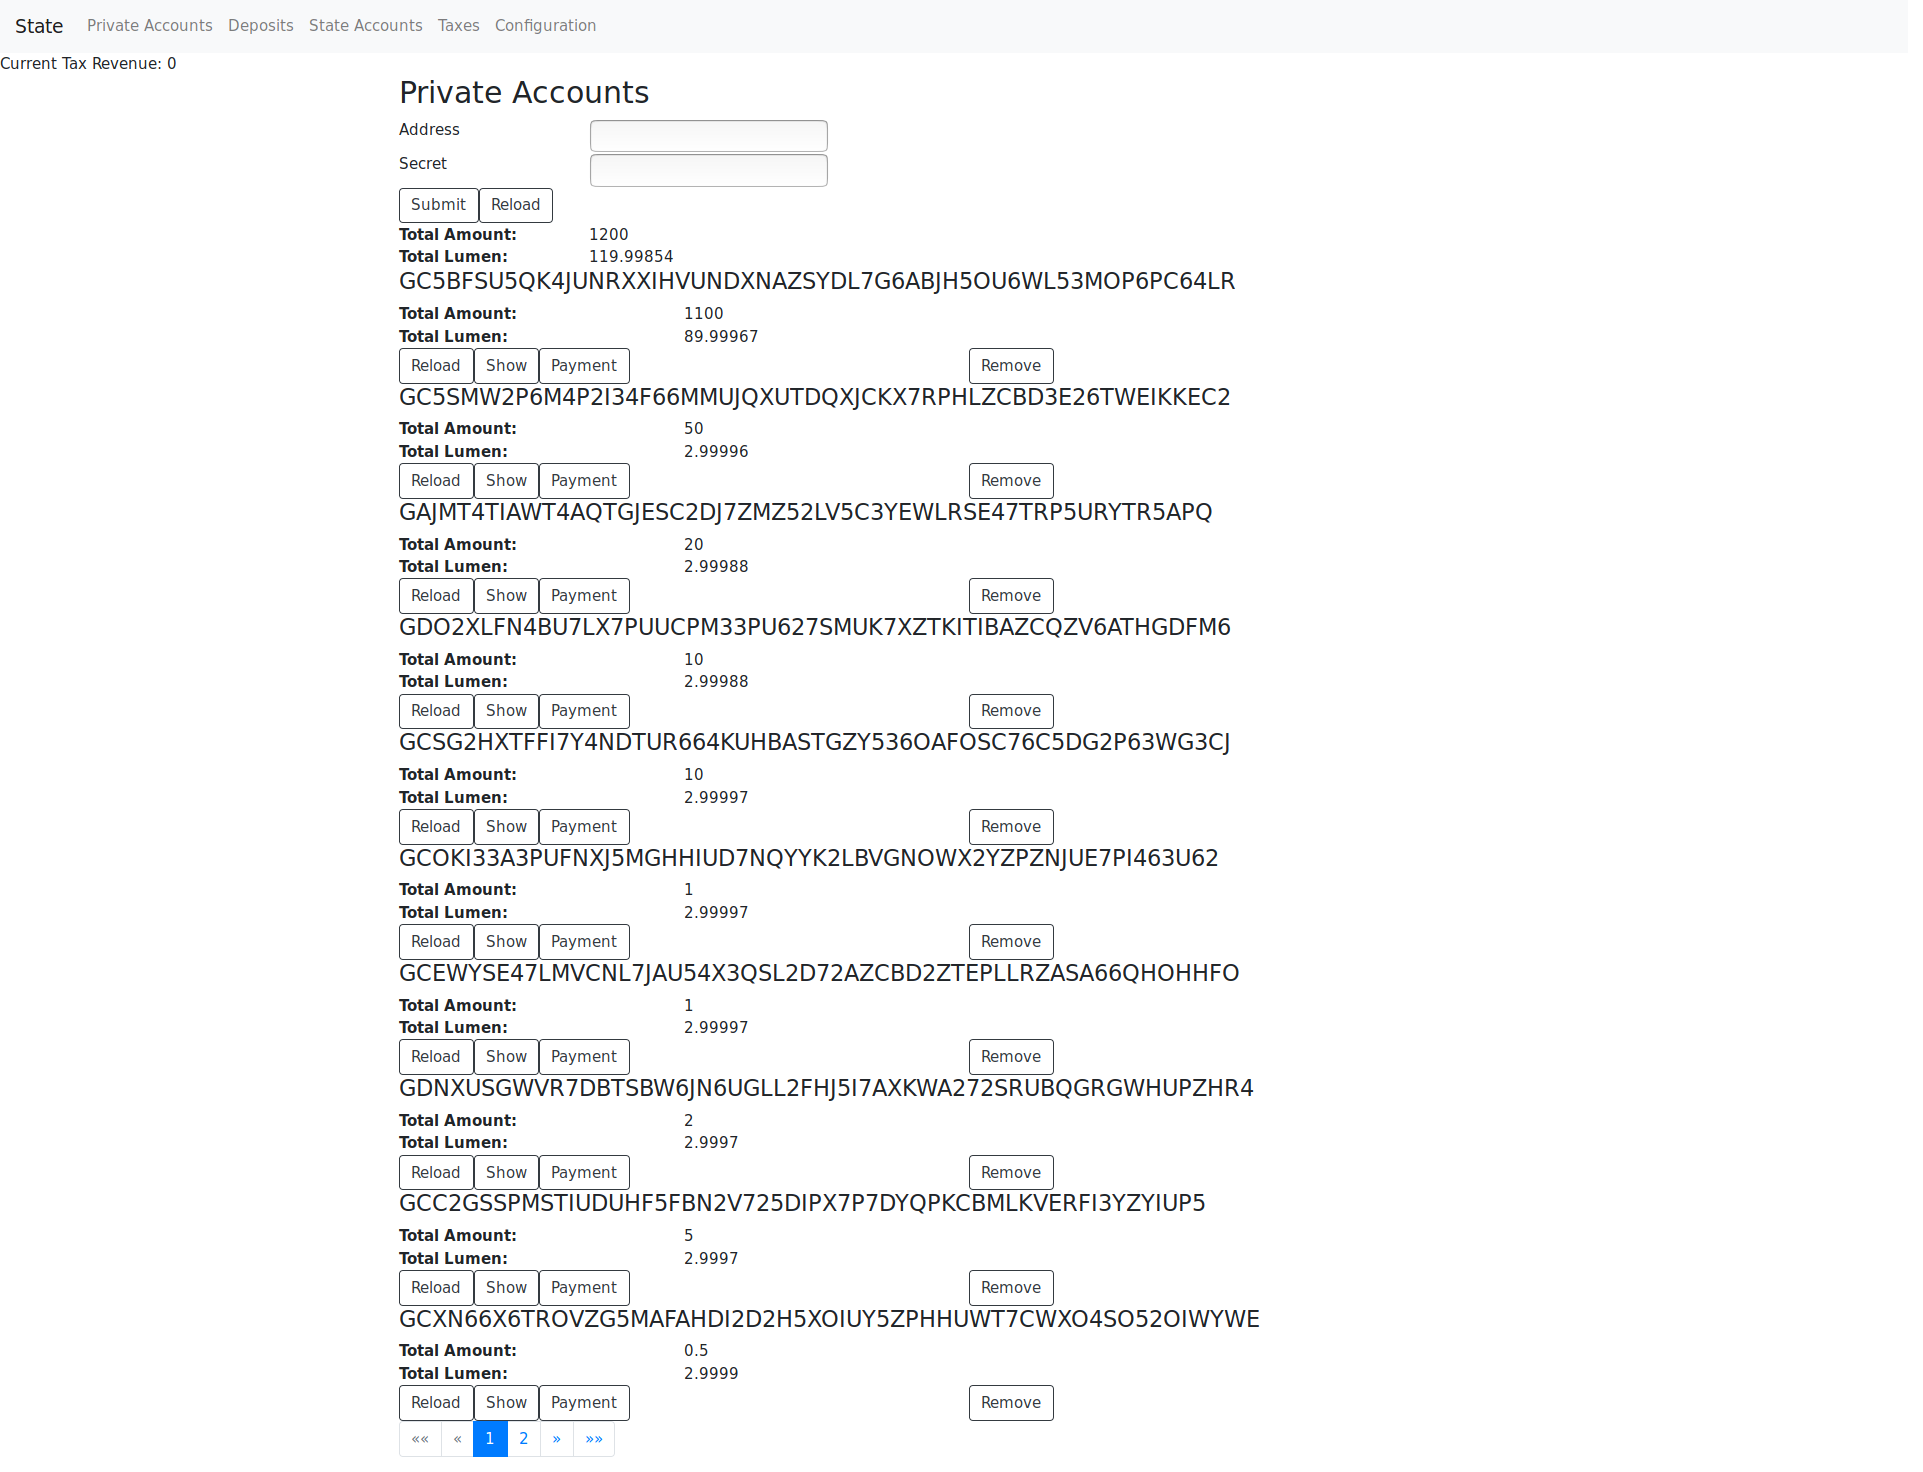 State Private Accounts Deposits State Accounts Taxes Configuration
Current Tax Revenue: 0
Private Accounts
Address
Secret
Submit Reload
Total Amount: 1200
Total Lumen: 119.99854
GC5BFSU5QK4JUNRXXIHVUNDXNAZSYDL7G6ABJH5OU6WL53MOP6PC64LR
Total Amount: 1100
Total Lumen: 89.99967
Reload Show Payment Remove
GC5SMW2P6M4P2I34F66MMUJQXUTDQXJCKX7RPHLZCBD3E26TWEIKKEC2
Total Amount: 50
Total Lumen: 2.99996
Reload Show Payment Remove
GAJMT4TIAWT4AQTGJESC2DJ7ZMZ52LV5C3YEWLRSE47TRP5URYTR5APQ
Total Amount: 20
Total Lumen: 2.99988
Reload Show Payment Remove
GDO2XLFN4BU7LX7PUUCPM33PU627SMUK7XZTKITIBAZCQZV6ATHGDFM6
Total Amount: 10
Total Lumen: 2.99988
Reload Show Payment Remove
GCSG2HXTFFI7Y4NDTUR664KUHBASTGZY536OAFOSC76C5DG2P63WG3CJ
Total Amount: 10
Total Lumen: 2.99997
Reload Show Payment Remove
GCOKI33A3PUFNXJ5MGHHIUD7NQYYK2LBVGNOWX2YZPZNJUE7PI463U62
Total Amount: 1
Total Lumen: 2.99997
Reload Show Payment Remove
GCEWYSE47LMVCNL7JAU54X3QSL2D72AZCBD2ZTEPLLRZASA66QHOHHFO
Total Amount: 1
Total Lumen: 2.99997
Reload Show Payment Remove
GDNXUSGWVR7DBTSBW6JN6UGLL2FHJ5I7AXKWA272SRUBQGRGWHUPZHR4
Total Amount: 2
Total Lumen: 2.9997
Reload Show Payment Remove
GCC2GSSPMSTIUDUHF5FBN2V725DIPX7P7DYQPKCBMLKVERFI3YZYIUP5
Total Amount: 5
Total Lumen: 2.9997
Reload Show Payment Remove
GCXN66X6TROVZG5MAFAHDI2D2H5XOIUY5ZPHHUWT7CWXO4SO52OIWYWE
Total Amount: 0.5
Total Lumen: 2.9999
Reload Show Payment Remove
«« « 1 2 » »»